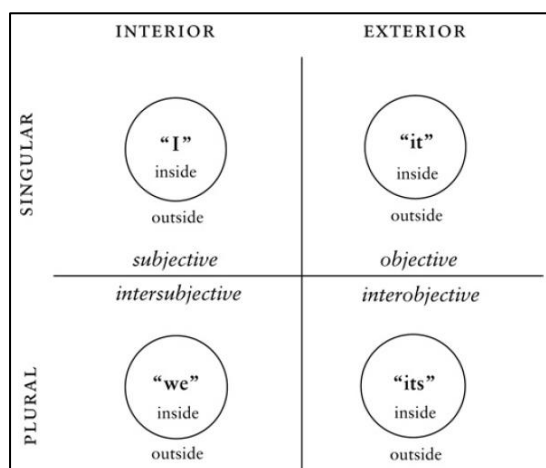 INTERIOR EXTERIOR
SINGULAR
“I”
inside
outside
subjective
“it”
inside
outside
objective
PLURAL
intersubjective
“we”
inside
outside
interobjective
“its”
inside
outside